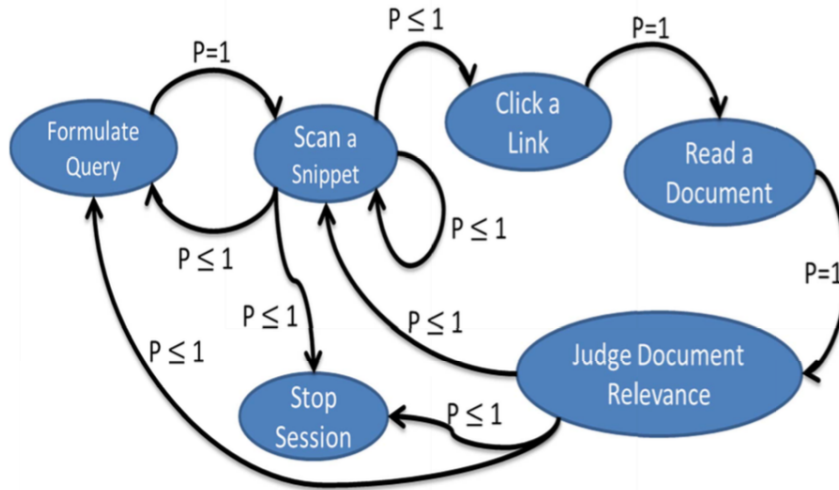 P ≤ 1
P=1
P=1
Click a
Link
Formulate
Query
Scan a
Snippet
Read a
Document
P ≤ 1
P ≤ 1
P=1
P ≤ 1
P ≤ 1
P ≤ 1
Judge Document
Relevance
Stop
Session
P ≤ 1